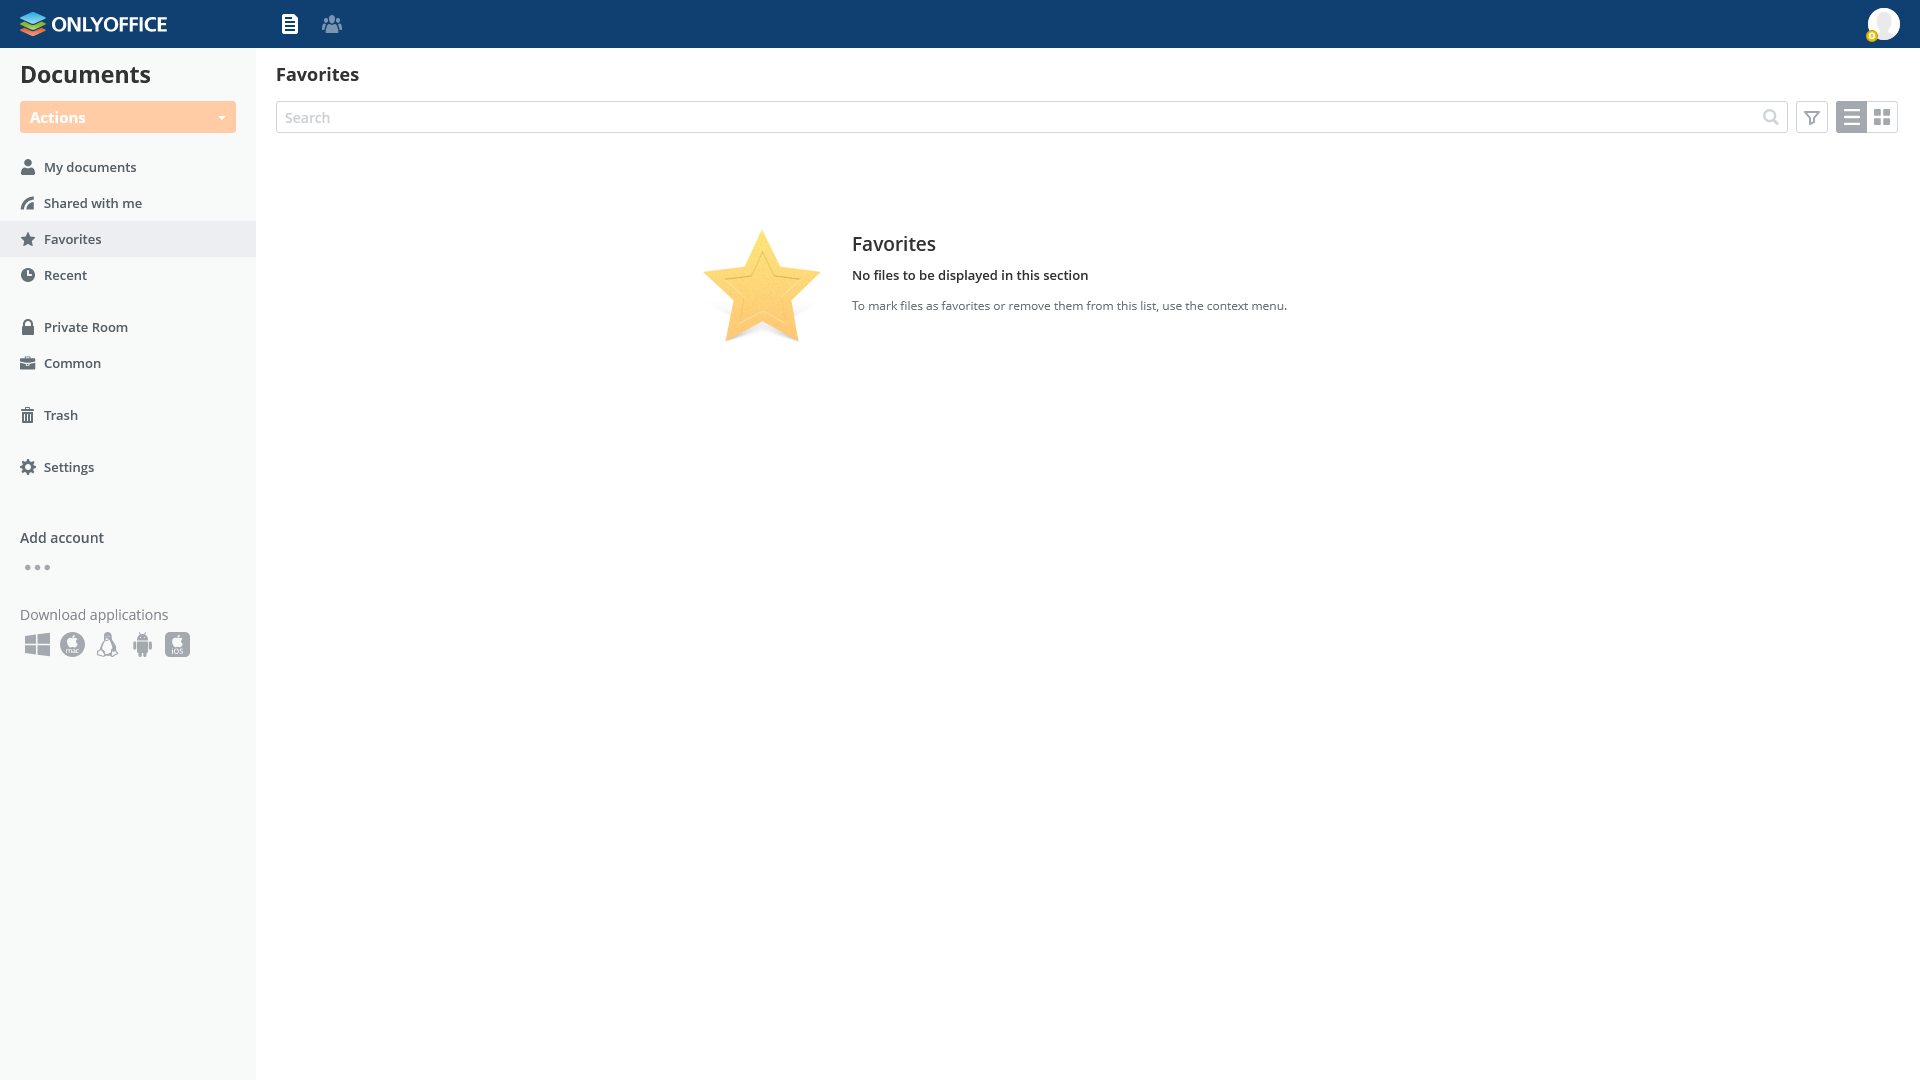 ONLYOFFICE
Documents
Actions
My documents
Shared with me
Favorites
Recent
Private Room
Common
Trash
Settings
Add account
Download applications
mac
iOS
Favorites
Search
Favorites
No files to be displayed in this section
To mark files as favorites or remove them from this list, use the context menu.